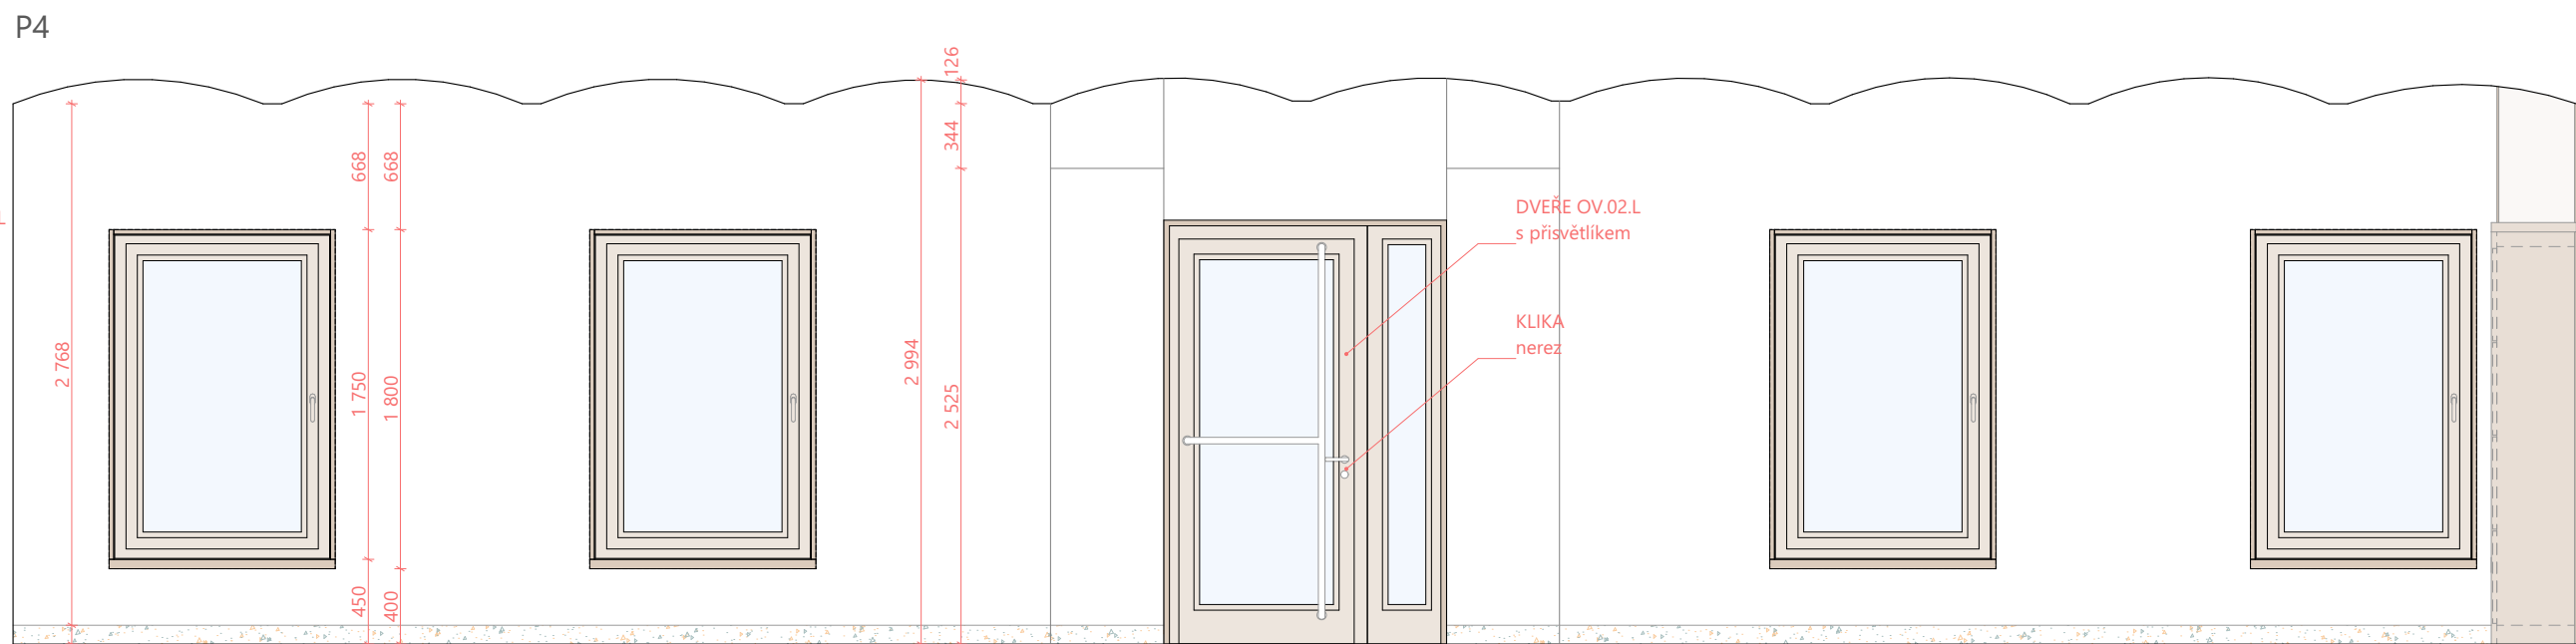 P4
126
344
668
668
DVEŘE OV.02.L
s přisvětlíkem
KLIKA
nerez
2 768
2 994
1 750
1 800
2 525
450
400